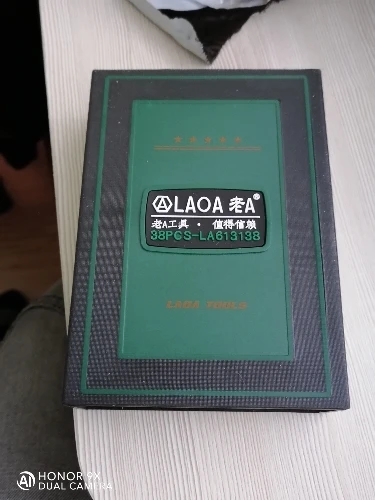 LAOA 老A®
老A工具 · 值得信赖
38PCS-LA613138
LAOA TOOLS
HONOR 9X
DUAL CAMERA